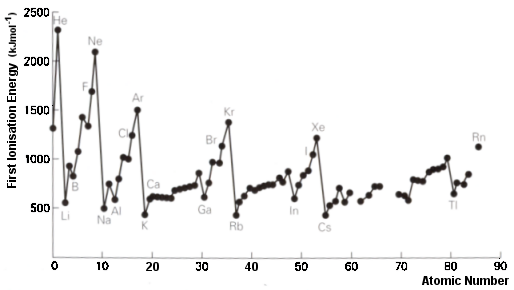 First Ionisation Energy (kJmol⁻¹)
2500
2000
1500
1000
500
He
Ne
F
Ar
Cl
Kr
Br
Xe
I
Rn
Li
B
Na
Al
K
Ca
Ga
Rb
In
Cs
Tl
0 10 20 30 40 50 60 70 80 90
Atomic Number